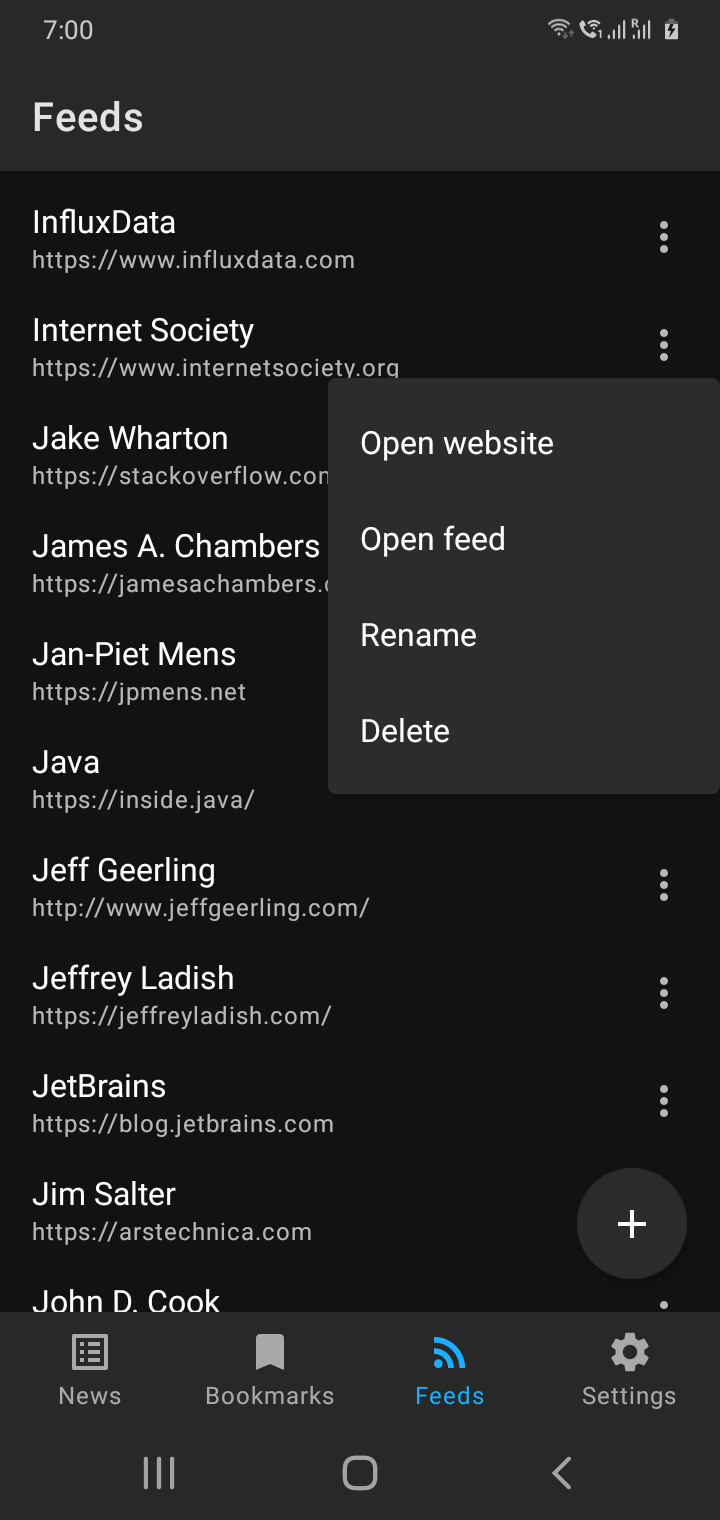 7:00
Feeds
InfluxData
https://www.influxdata.com
Internet Society
https://www.internetsociety.org
Jake Wharton
https://stackoverflow.com
James A. Chambers
https://jamesachambers.
Jan-Piet Mens
https://jpmens.net
Java
https://inside.java/
Open website
Open feed
Rename
Delete
Jeff Geerling
http://www.jeffgeerling.com/
Jeffrey Ladish
https://jeffreyladish.com/
JetBrains
https://blog.jetbrains.com
Jim Salter
https://arstechnica.com
John D. Cook
News
Bookmarks
Feeds
Settings